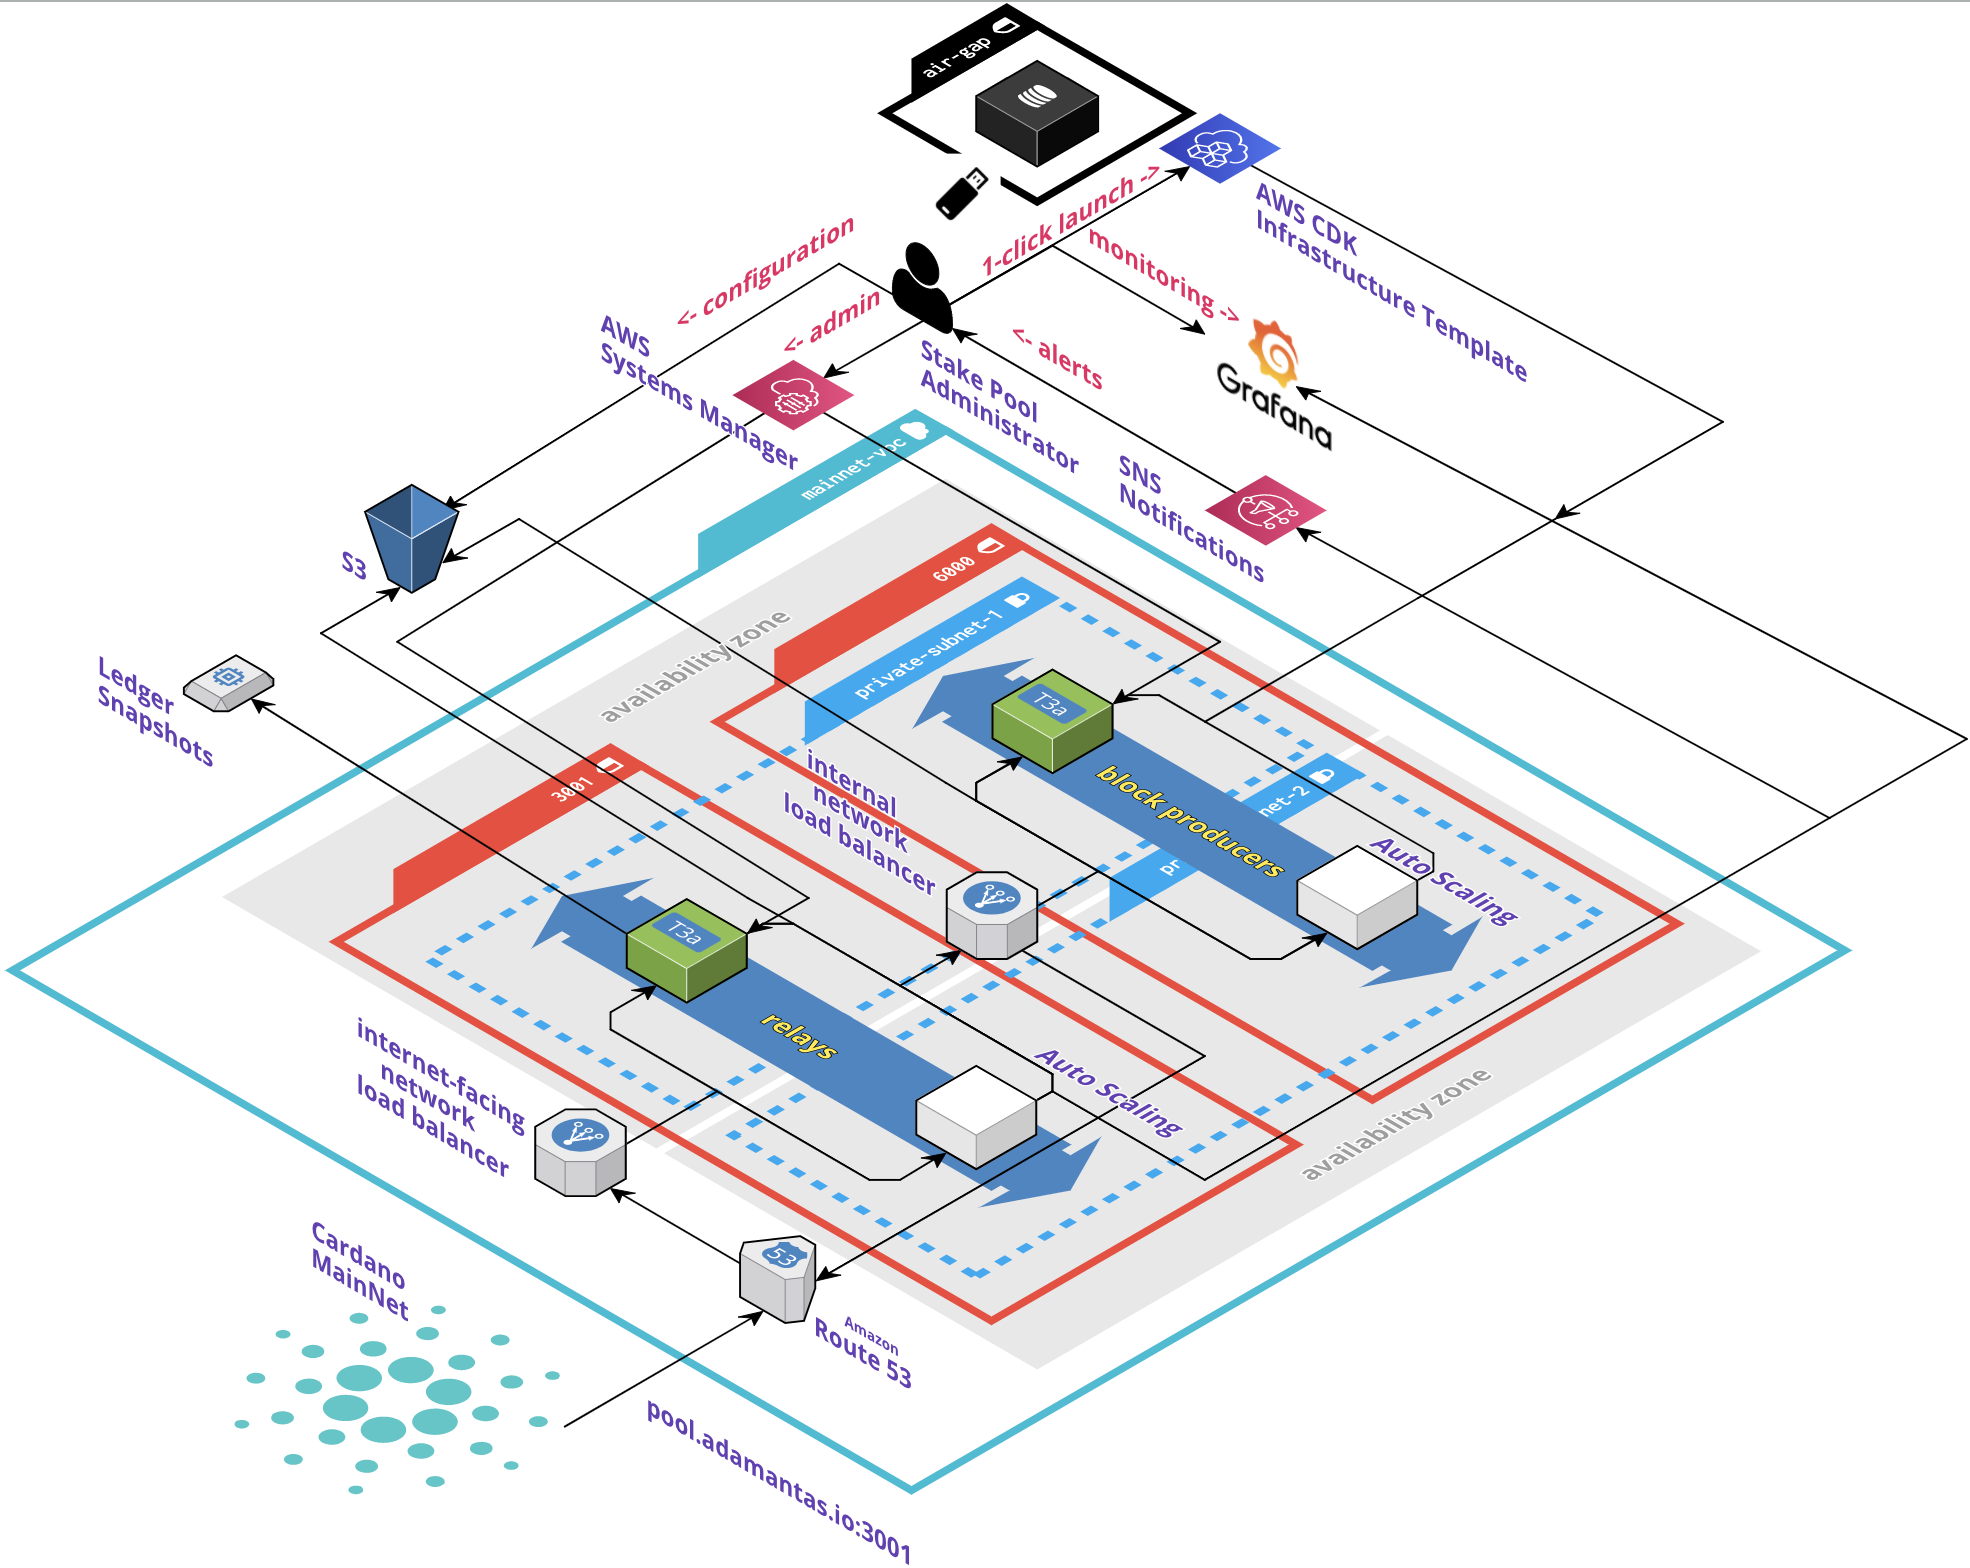 air-gap
1-click launch ->
AWS CDK
Infrastructure Template
monitoring ->
<- configuration
<- admin
<- alerts
AWS
Systems Manager
Stake Pool
Administrator
Grafana
SNS
Notifications
mainnet-vpc
S3
6000
availability zone
private-subnet-1
Ledger
Snapshots
T3a
internal
network
load balancer
block producers
net-2
pr
3001
Auto Scaling
T3a
relays
internet-facing
network
load balancer
Auto Scaling
availability zone
Cardano
MainNet
53
Amazon
Route 53
pool.adamantas.io:3001